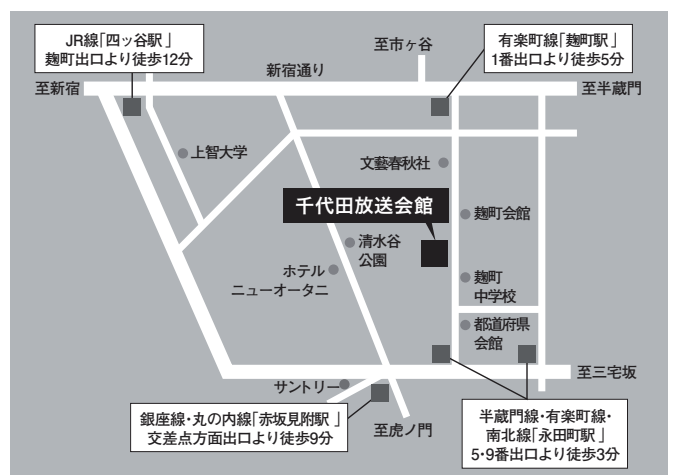 JR線「四ッ谷駅」
麹町出口より徒歩12分
至市ヶ谷
有楽町線「麹町駅」
1番出口より徒歩5分
新宿通り
至新宿
至半蔵門
上智大学
文藝春秋社
千代田放送会館
麹町会館
清水谷
公園
ホテル
ニューオータニ
麹町
中学校
都道府県
会館
至三宅坂
サントリー
銀座線・丸の内線「赤坂見附駅」
交差点方面出口より徒歩9分
至虎ノ門
半蔵門線・有楽町線・
南北線「永田町駅」
5・9番出口より徒歩3分